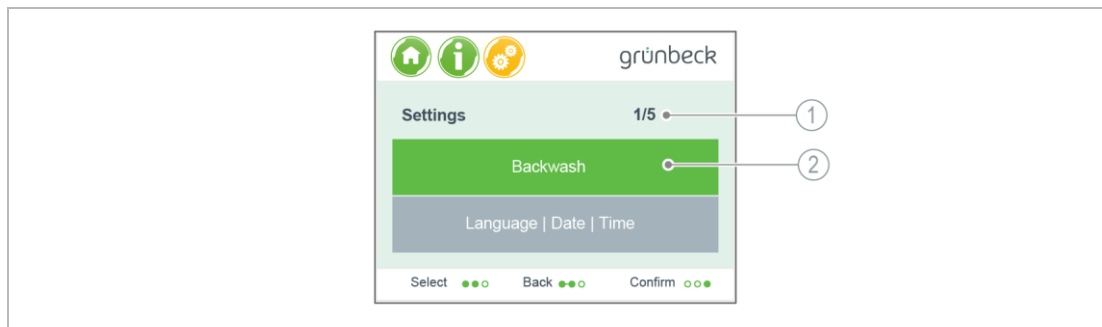 grünbeck
Settings 1/5
1
Backwash
2
Language | Date | Time
Select Back Confirm